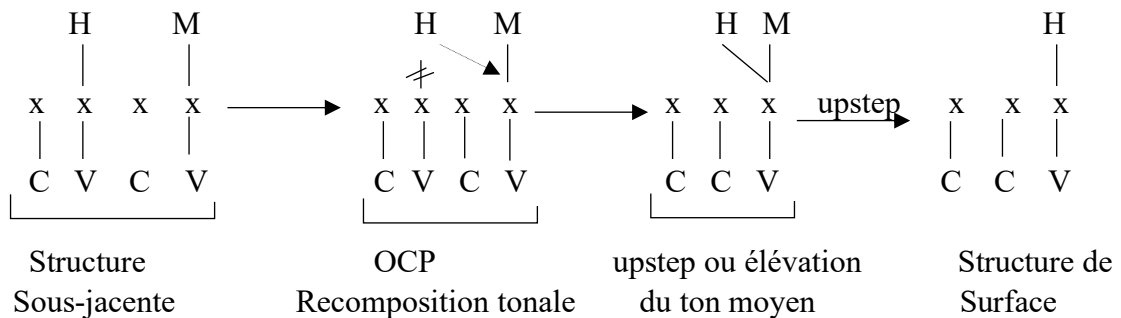 H M H M H M H
x x x x x x x x x x x upstep x x x
C V C V C V C V C C V C C V
Structure OCP upstep ou élévation Structure de
Sous-jacente Recomposition tonale du ton moyen Surface